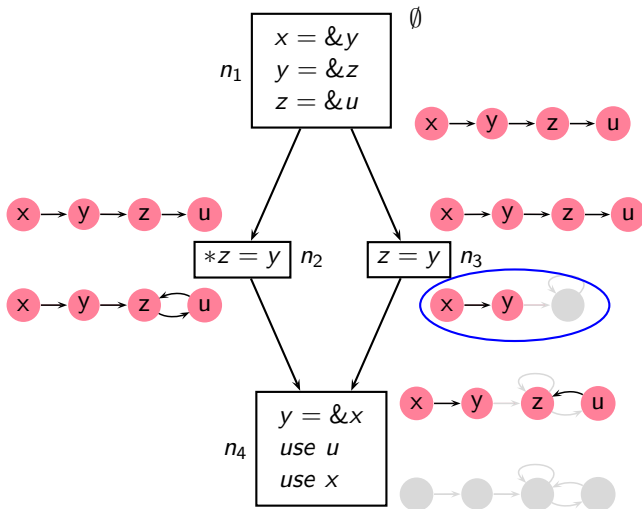 ∅
x = &y
n1
y = &z
z = &u
x y z u
x y z u
x y z u
*z = y n2
z = y n3
x y z u
x y
x y z u
y = &x
n4
use u
use x